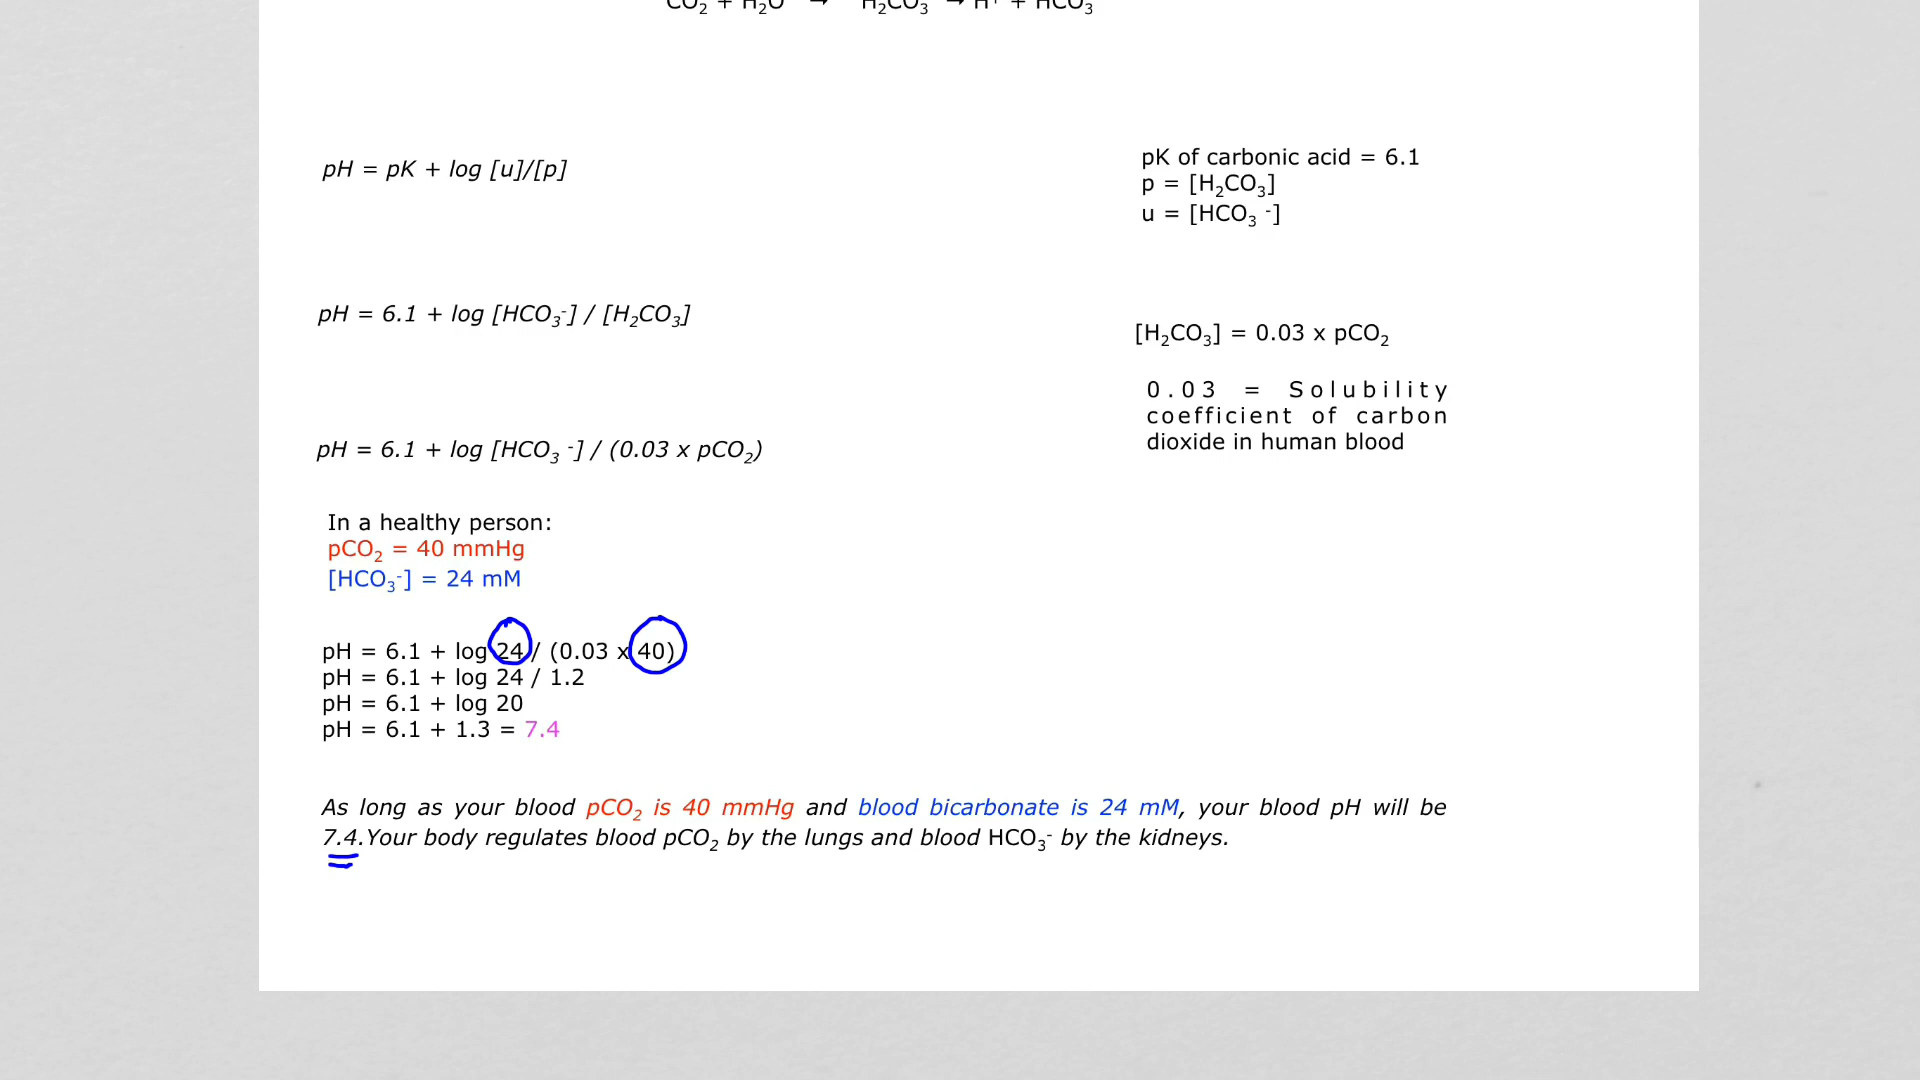 CO₂ + H₂O → H₂CO₃ → H⁺ + HCO₃
pH = pK + log [u]/[p]
pK of carbonic acid = 6.1
p = [H₂CO₃]
u = [HCO₃ ⁻]
pH = 6.1 + log [HCO₃⁻] / [H₂CO₃]
[H₂CO₃] = 0.03 x pCO₂
0.03 = Solubility
coefficient of carbon
dioxide in human blood
pH = 6.1 + log [HCO₃ ⁻] / (0.03 x pCO₂)
In a healthy person:
pCO₂ = 40 mmHg
[HCO₃⁻] = 24 mM
pH = 6.1 + log 24 / (0.03 x 40)
pH = 6.1 + log 24 / 1.2
pH = 6.1 + log 20
pH = 6.1 + 1.3 = 7.4
As long as your blood pCO₂ is 40 mmHg and blood bicarbonate is 24 mM, your blood pH will be
7.4.Your body regulates blood pCO₂ by the lungs and blood HCO₃⁻ by the kidneys.